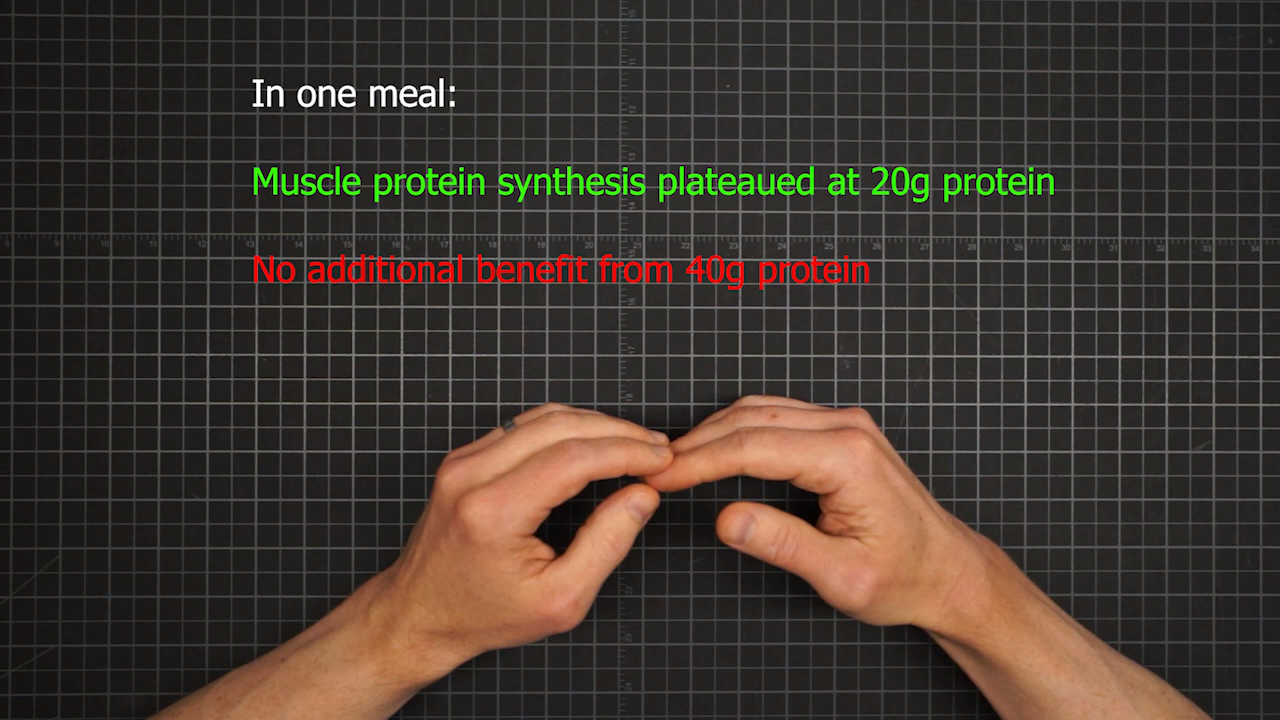 In one meal:
Muscle protein synthesis plateaued at 20g protein
No additional benefit from 40g protein